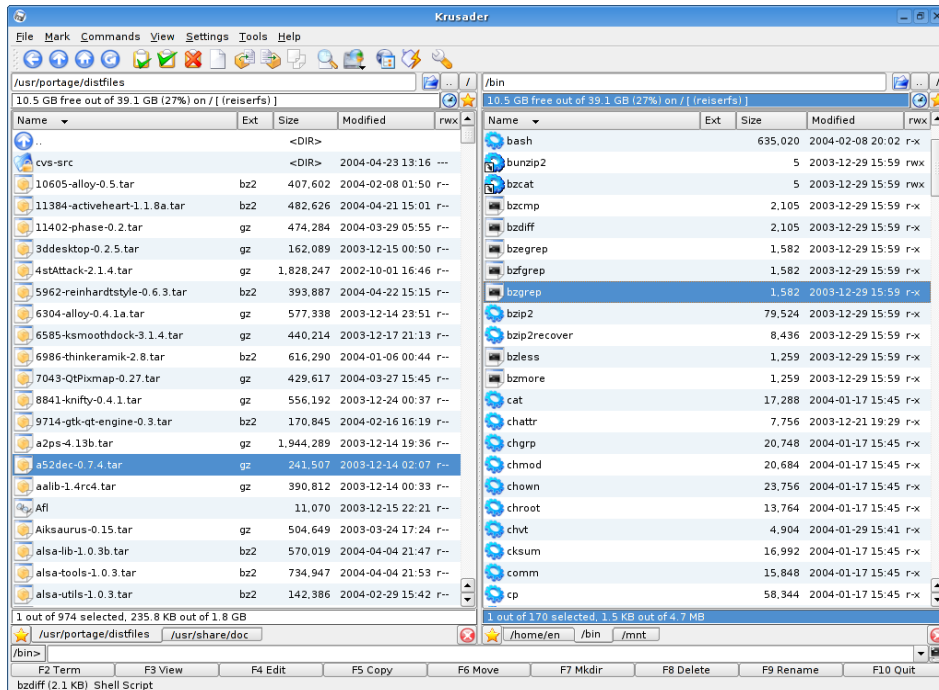 Krusader
File Mark Commands View Settings Tools Help
/usr/portage/distfiles .. /
10.5 GB free out of 39.1 GB (27%) on / [ (reiserfs) ]
Name Ext Size Modified rwx
.. <DIR>
cvs-src <DIR> 2004-04-23 13:16 ---
10605-alloy-0.5.tar bz2 407,602 2004-02-08 01:50 r--
11384-activeheart-1.1.8a.tar bz2 482,626 2004-04-21 15:01 r--
11402-phase-0.2.tar gz 474,284 2004-03-29 05:55 r--
3ddesktop-0.2.5.tar gz 162,089 2003-12-15 00:50 r--
4stAttack-2.1.4.tar gz 1,828,247 2002-10-01 16:46 r--
5962-reinhardtstyle-0.6.3.tar bz2 393,887 2004-04-22 15:15 r--
6304-alloy-0.4.1a.tar gz 577,338 2003-12-14 23:51 r--
6585-ksmoothdock-3.1.4.tar gz 440,214 2003-12-17 21:13 r--
6986-thinkeramik-2.8.tar bz2 616,290 2004-01-06 00:44 r--
7043-QtPixmap-0.27.tar gz 429,617 2004-03-27 15:45 r--
8841-knifty-0.4.1.tar gz 556,192 2003-12-24 00:37 r--
9714-gtk-qt-engine-0.3.tar bz2 170,845 2004-02-16 16:19 r--
a2ps-4.13b.tar gz 1,944,289 2003-12-14 19:36 r--
a52dec-0.7.4.tar gz 241,507 2003-12-14 02:07 r--
aalib-1.4rc4.tar gz 390,812 2003-12-14 00:33 r--
Afl 11,070 2003-12-15 22:21 r--
Aiksaurus-0.15.tar gz 504,649 2003-03-24 17:24 r--
alsa-lib-1.0.3b.tar bz2 570,019 2004-04-04 21:47 r--
alsa-tools-1.0.3.tar bz2 734,947 2004-04-04 21:53 r--
alsa-utils-1.0.3.tar bz2 142,386 2004-02-29 15:42 r--
1 out of 974 selected, 235.8 KB out of 1.8 GB
/usr/portage/distfiles /usr/share/doc
/bin .. /
10.5 GB free out of 39.1 GB (27%) on / [ (reiserfs) ]
Name Ext Size Modified rwx
bash 635,020 2004-02-08 20:02 r-x
bunzip2 5 2003-12-29 15:59 rwx
bzcat 5 2003-12-29 15:59 rwx
bzcmp 2,105 2003-12-29 15:59 r-x
bzdiff 2,105 2003-12-29 15:59 r-x
bzegrep 1,582 2003-12-29 15:59 r-x
bzfgrep 1,582 2003-12-29 15:59 r-x
bzgrep 1,582 2003-12-29 15:59 r-x
bzip2 79,524 2003-12-29 15:59 r-x
bzip2recover 8,436 2003-12-29 15:59 r-x
bzless 1,259 2003-12-29 15:59 r-x
bzmore 1,259 2003-12-29 15:59 r-x
cat 17,288 2004-01-17 15:45 r-x
chattr 7,756 2003-12-21 19:29 r-x
chgrp 20,748 2004-01-17 15:45 r-x
chmod 20,684 2004-01-17 15:45 r-x
chown 23,756 2004-01-17 15:45 r-x
chroot 13,764 2004-01-17 15:45 r-x
chvt 4,904 2004-01-29 15:41 r-x
cksum 16,992 2004-01-17 15:45 r-x
comm 15,848 2004-01-17 15:45 r-x
cp 58,344 2004-01-17 15:45 r-x
1 out of 170 selected, 1.5 KB out of 4.7 MB
/home/en /bin /mnt
/bin>
F2 Term F3 View F4 Edit F5 Copy F6 Move F7 Mkdir F8 Delete F9 Rename F10 Quit
bzdiff (2.1 KB) Shell Script